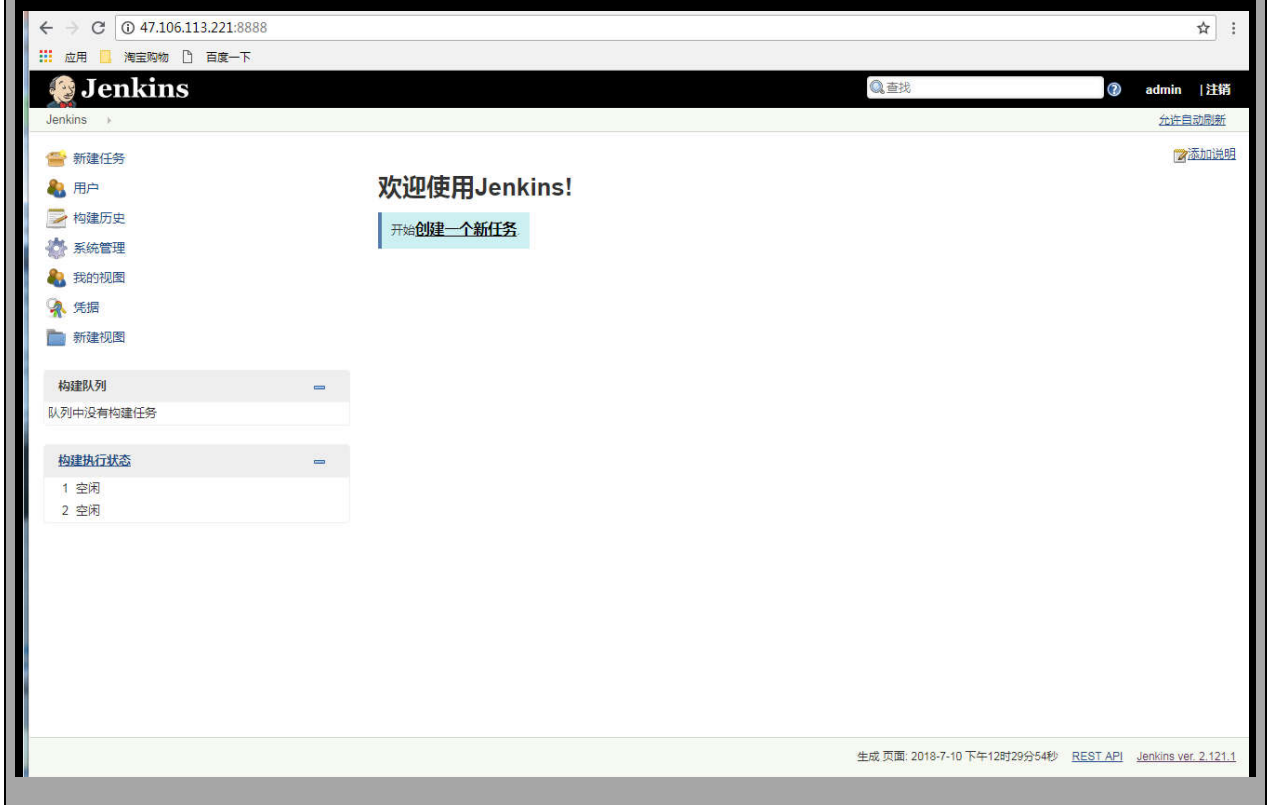 47.106.113.221:8888
应用 淘宝购物 百度一下
Jenkins 查找 admin |注销
Jenkins 允许自动刷新
添加说明
新建任务
用户
构建历史
系统管理
我的视图
凭据
新建视图
欢迎使用Jenkins!
开始创建一个新任务.
构建队列
队列中没有构建任务
构建执行状态
1 空闲
2 空闲
生成 页面: 2018-7-10 下午12时29分54秒 REST API Jenkins ver. 2.121.1